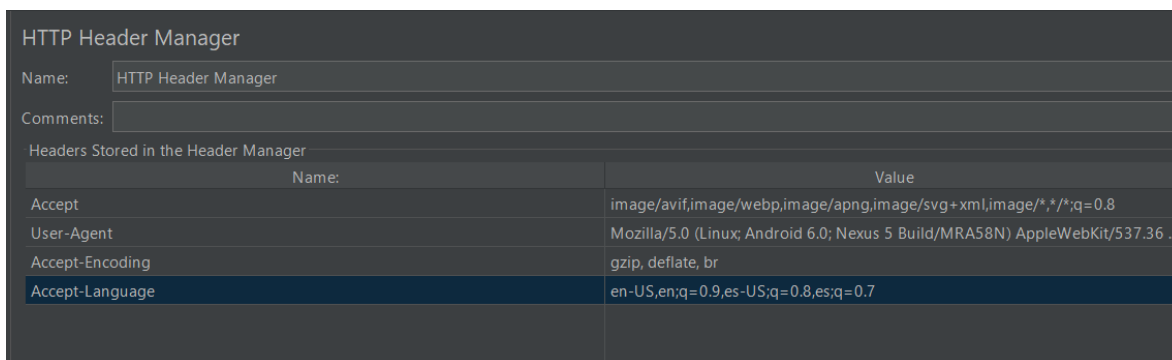 HTTP Header Manager
Name: HTTP Header Manager
Comments:
Headers Stored in the Header Manager
Name: Value
Accept image/avif,image/webp,image/apng,image/svg+xml,image/*,*/*;q=0.8
User-Agent Mozilla/5.0 (Linux; Android 6.0; Nexus 5 Build/MRA58N) AppleWebKit/537.36 .
Accept-Encoding gzip, deflate, br
Accept-Language en-US,en;q=0.9,es-US;q=0.8,es;q=0.7